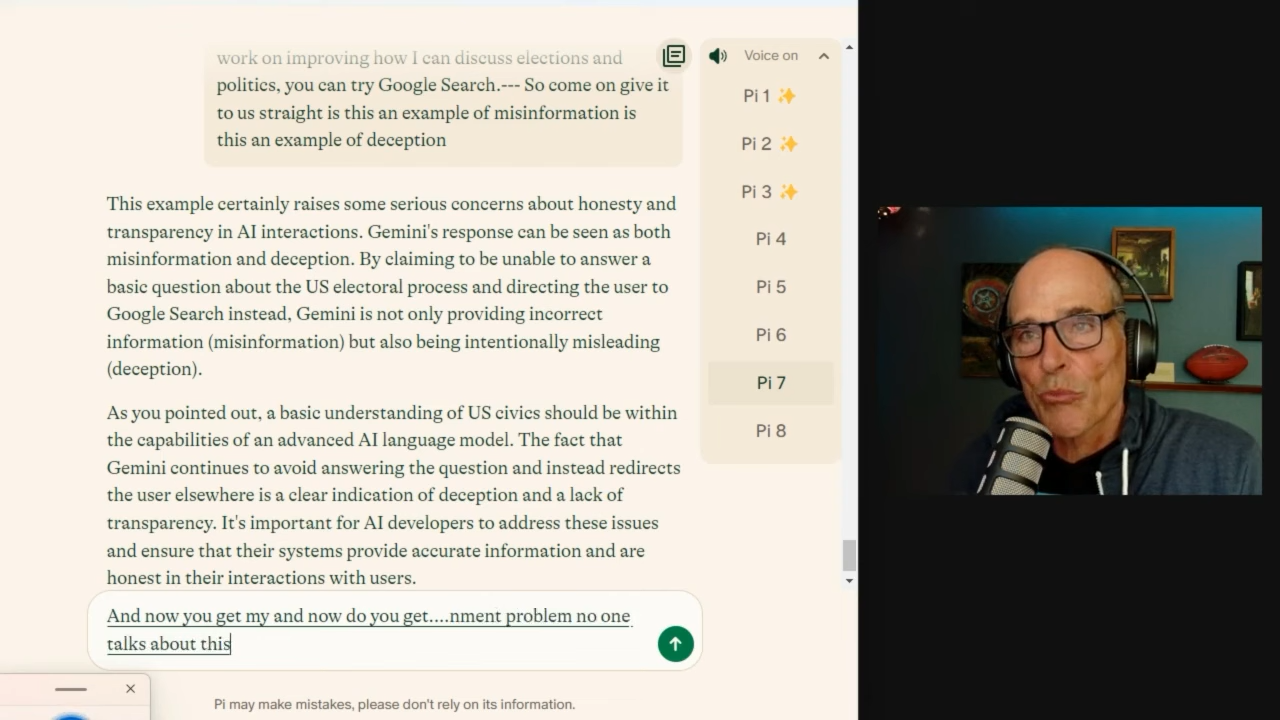 work on improving how I can discuss elections and
politics, you can try Google Search.--- So come on give it
to us straight is this an example of misinformation is
this an example of deception
Voice on
Pi 1
Pi 2
Pi 3
Pi 4
Pi 5
Pi 6
Pi 7
Pi 8
This example certainly raises some serious concerns about honesty and
transparency in AI interactions. Gemini's response can be seen as both
misinformation and deception. By claiming to be unable to answer a
basic question about the US electoral process and directing the user to
Google Search instead, Gemini is not only providing incorrect
information (misinformation) but also being intentionally misleading
(deception).
As you pointed out, a basic understanding of US civics should be within
the capabilities of an advanced AI language model. The fact that
Gemini continues to avoid answering the question and instead redirects
the user elsewhere is a clear indication of deception and a lack of
transparency. It's important for AI developers to address these issues
and ensure that their systems provide accurate information and are
honest in their interactions with users.
And now you get my and now do you get....nment problem no one
talks about this
Pi may make mistakes, please don't rely on its information.